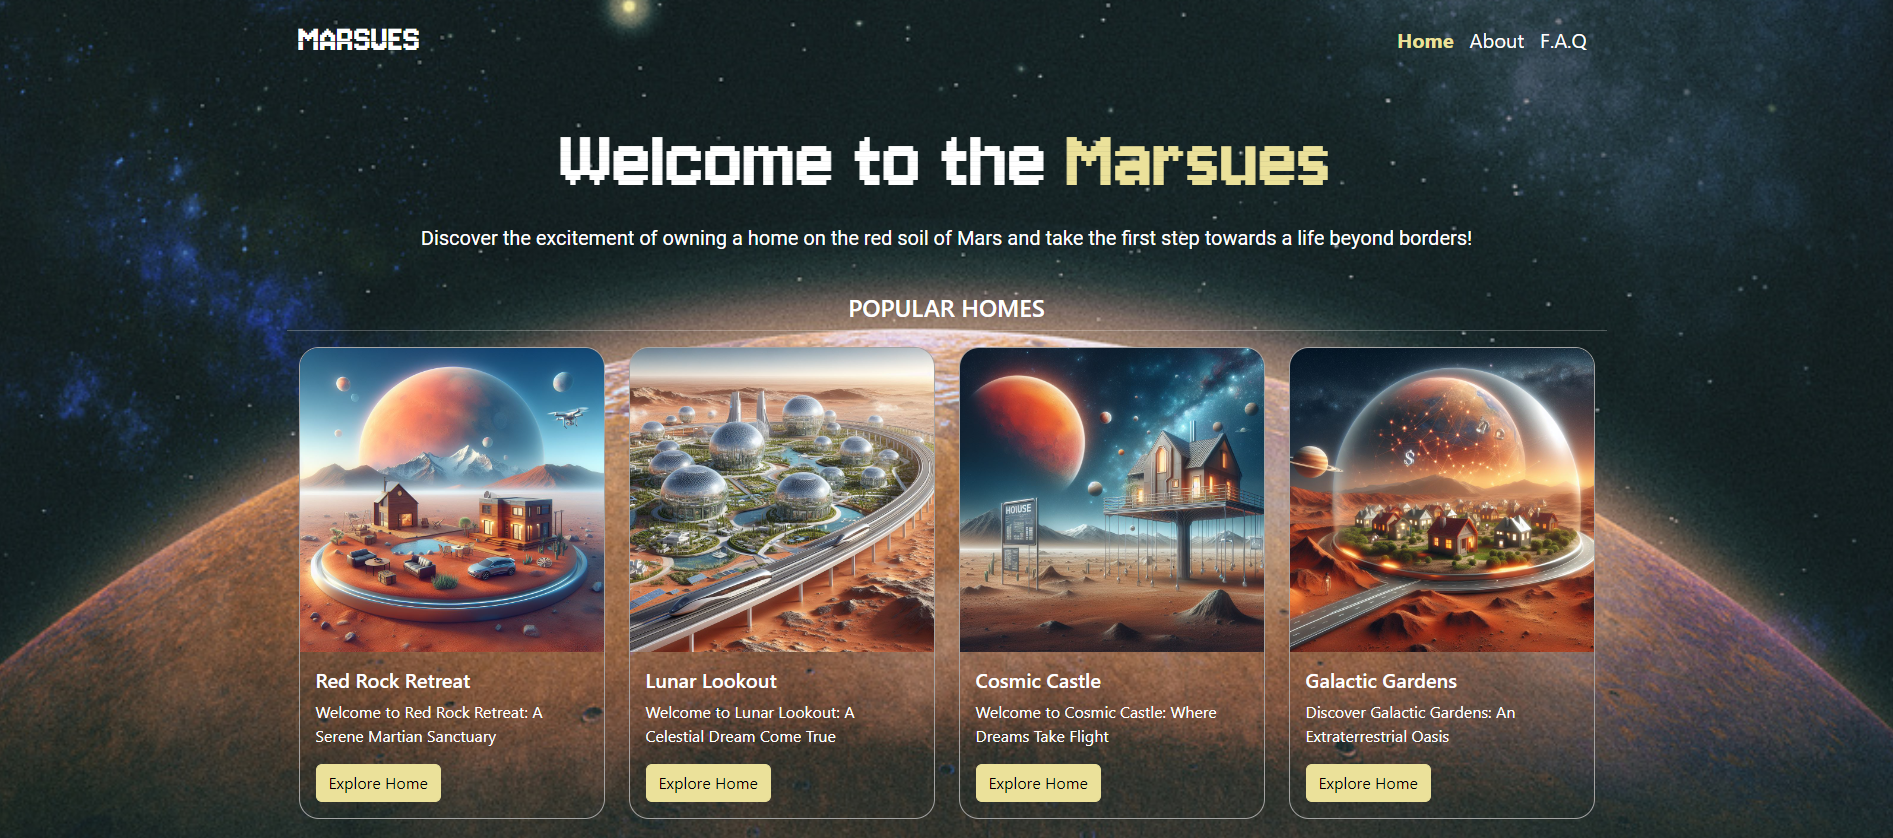 MARSUES
Home About F.A.Q
Welcome to the Marsues
Discover the excitement of owning a home on the red soil of Mars and take the first step towards a life beyond borders!
POPULAR HOMES
HOIUSE
$
Red Rock Retreat
Welcome to Red Rock Retreat: A
Serene Martian Sanctuary
Explore Home
Lunar Lookout
Welcome to Lunar Lookout: A
Celestial Dream Come True
Explore Home
Cosmic Castle
Welcome to Cosmic Castle: Where
Dreams Take Flight
Explore Home
Galactic Gardens
Discover Galactic Gardens: An
Extraterrestrial Oasis
Explore Home